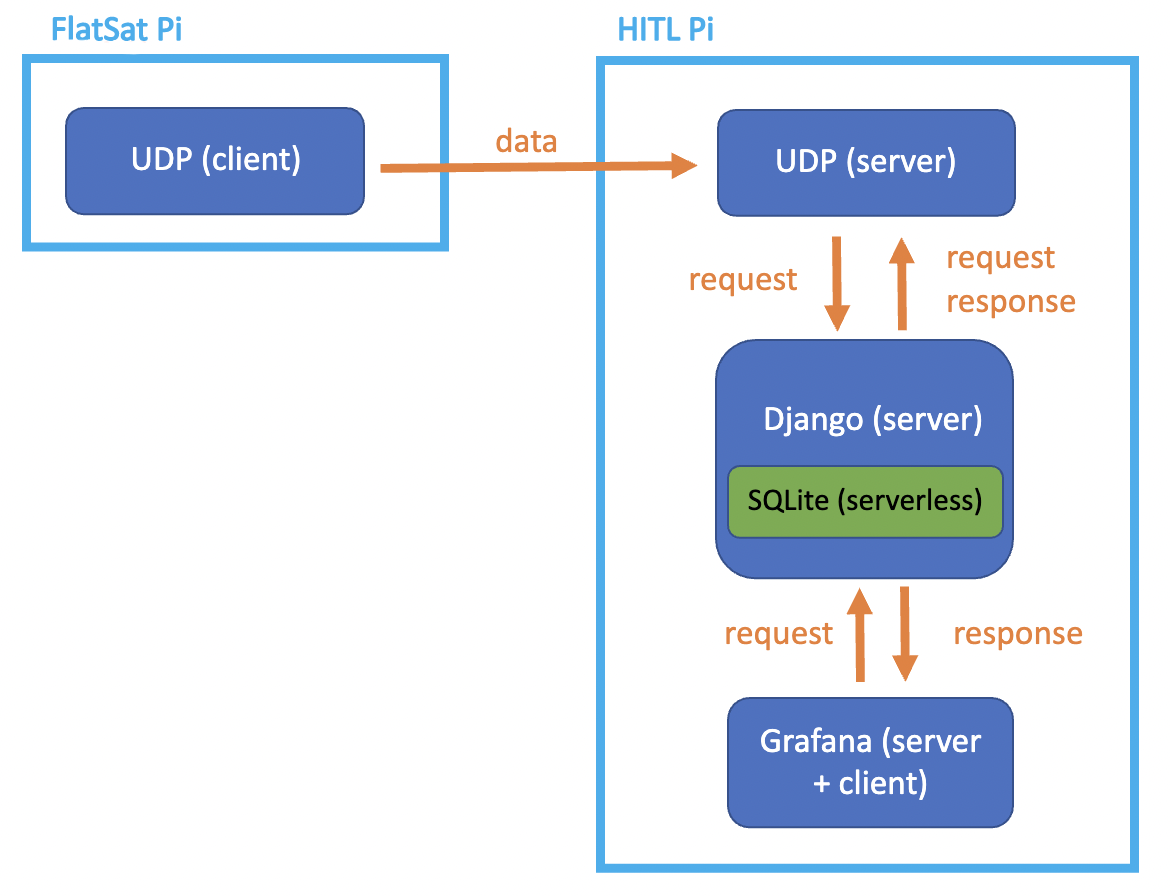 FlatSat Pi
HITL Pi
UDP (client)
data
UDP (server)
request
request
response
Django (server)
SQLite (serverless)
request
response
Grafana (server
+ client)